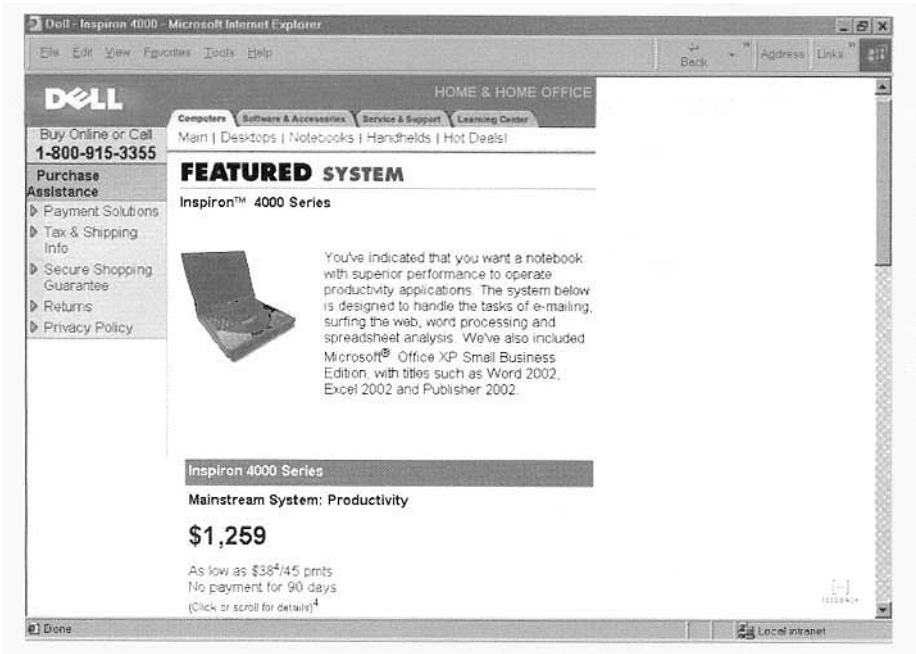 Dell - Inspiron 4000 - Microsoft Internet Explorer
File Edit View Favorites Tools Help
Back
Address
Links
DELL
HOME & HOME OFFICE
Computers
Software & Accessories
Service & Support
Learning Center
Buy Online or Call
1-800-915-3355
Main | Desktops | Notebooks | Handhelds | Hot Deals!
Purchase
Assistance
Payment Solutions
Tax & Shipping
Info
Secure Shopping
Guarantee
Returns
Privacy Policy
FEATURED SYSTEM
Inspiron™ 4000 Series
You've indicated that you want a notebook
with superior performance to operate
productivity applications. The system below
is designed to handle the tasks of e-mailing,
surfing the web, word processing and
spreadsheet analysis. We've also included
Microsoft® Office XP Small Business
Edition, with titles such as Word 2002,
Excel 2002 and Publisher 2002.
Inspiron 4000 Series
Mainstream System: Productivity
$1,259
As low as $38⁴/45 pmts
No payment for 90 days
(Click or scroll for details)⁴
[-]
FEEDBACK
Done
Local intranet